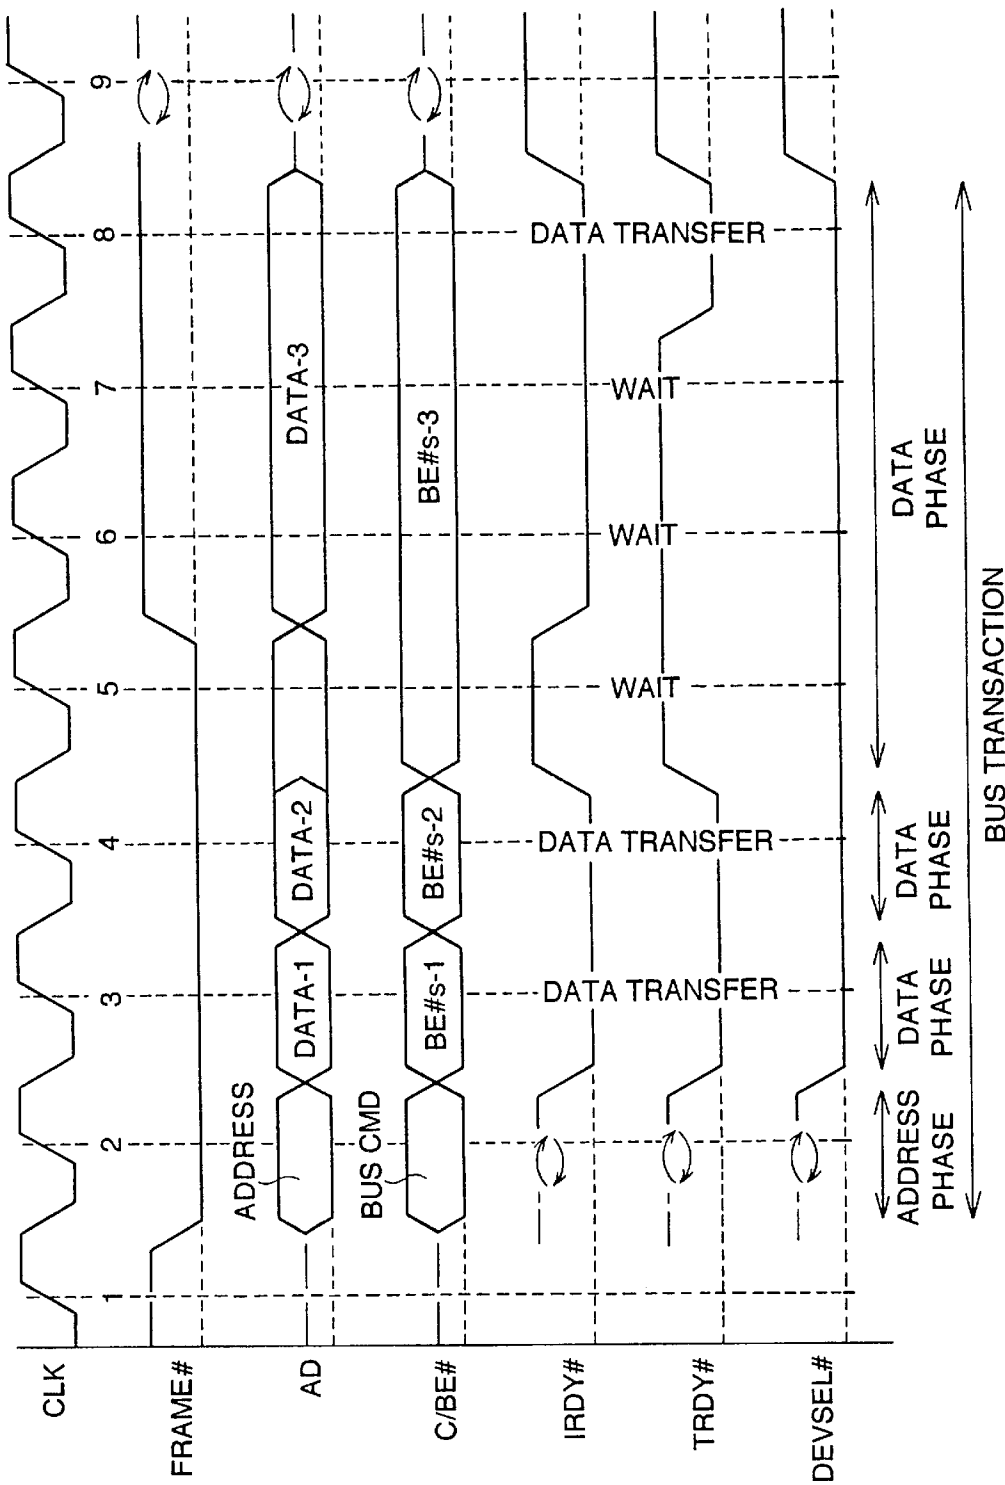 CLK
1
2
3
4
5
6
7
8
9
FRAME#
AD
ADDRESS
DATA-1
DATA-2
DATA-3
C/BE#
BUS CMD
BE#s-1
BE#s-2
BE#s-3
IRDY#
TRDY#
DATA TRANSFER
DATA TRANSFER
WAIT
WAIT
WAIT
DATA TRANSFER
DEVSEL#
ADDRESS
PHASE
DATA
PHASE
DATA
PHASE
DATA
PHASE
BUS TRANSACTION